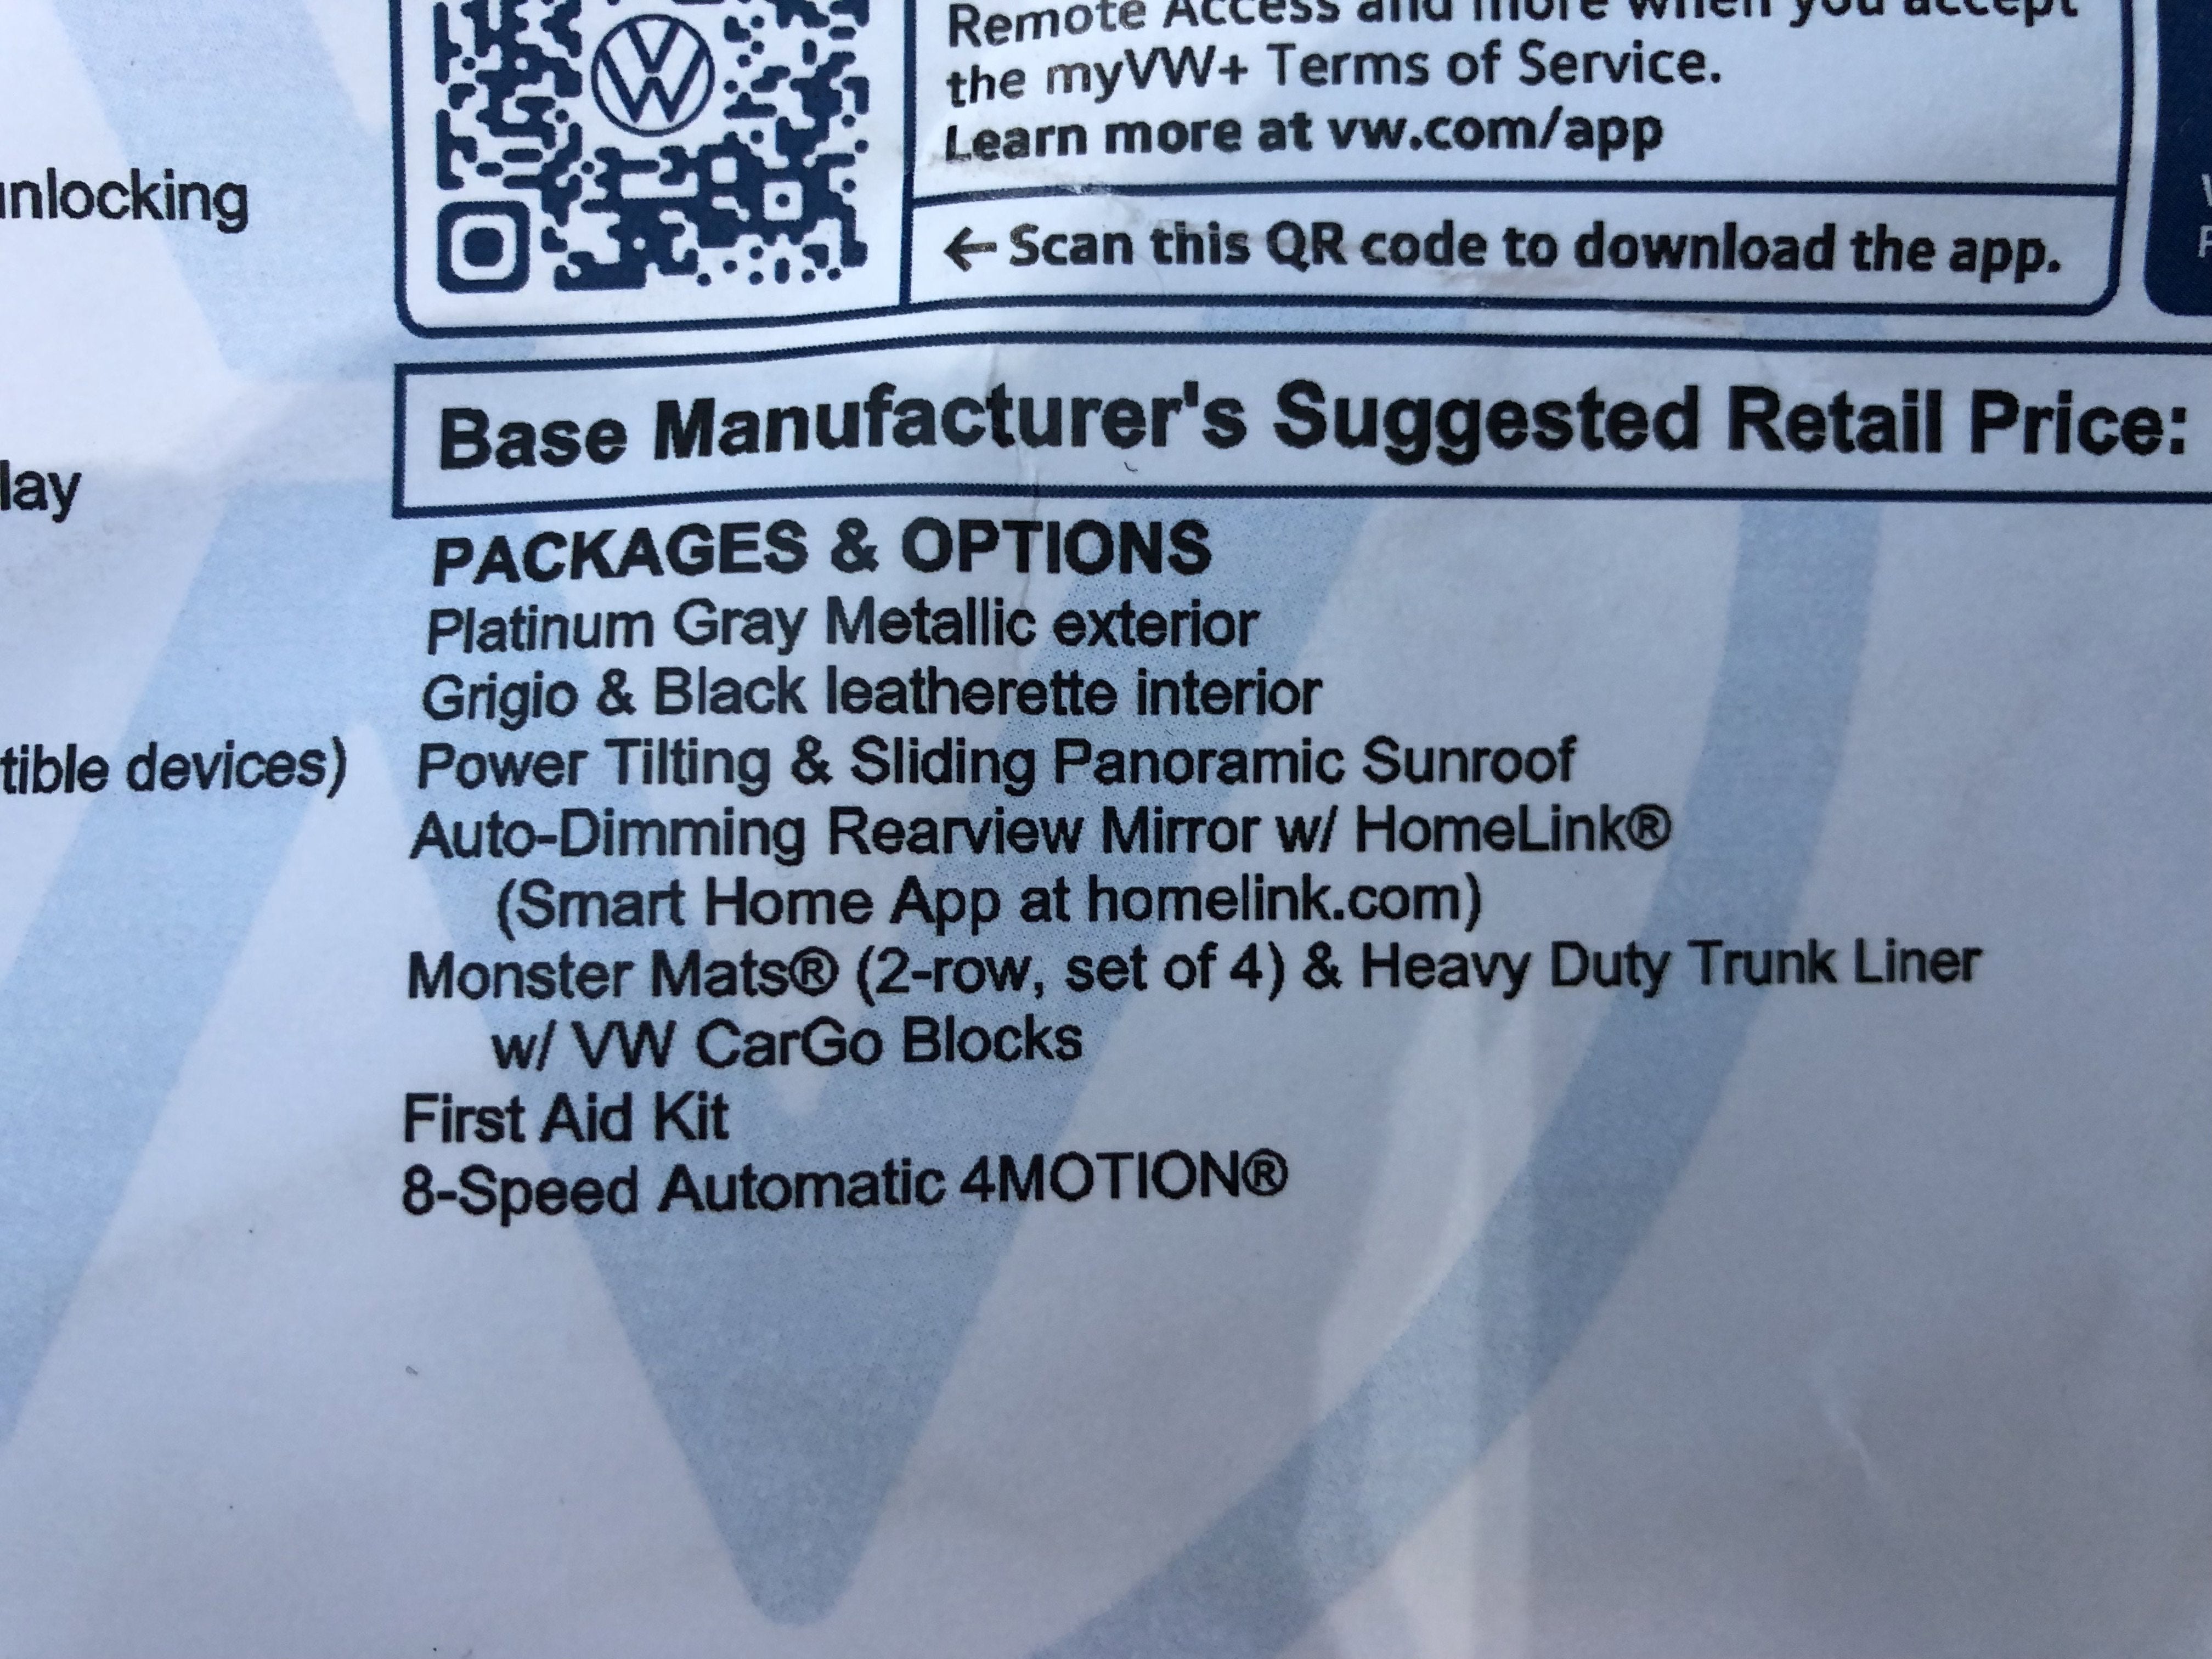 Remote Access and more when you accept
the myVW+ Terms of Service.
Learn more at vw.com/app
← Scan this QR code to download the app.
nlocking
lay
tible devices)
Base Manufacturer's Suggested Retail Price:
PACKAGES & OPTIONS
Platinum Gray Metallic exterior
Grigio & Black leatherette interior
Power Tilting & Sliding Panoramic Sunroof
Auto-Dimming Rearview Mirror w/ HomeLink®
(Smart Home App at homelink.com)
Monster Mats® (2-row, set of 4) & Heavy Duty Trunk Liner
w/ VW CarGo Blocks
First Aid Kit
8-Speed Automatic 4MOTION®